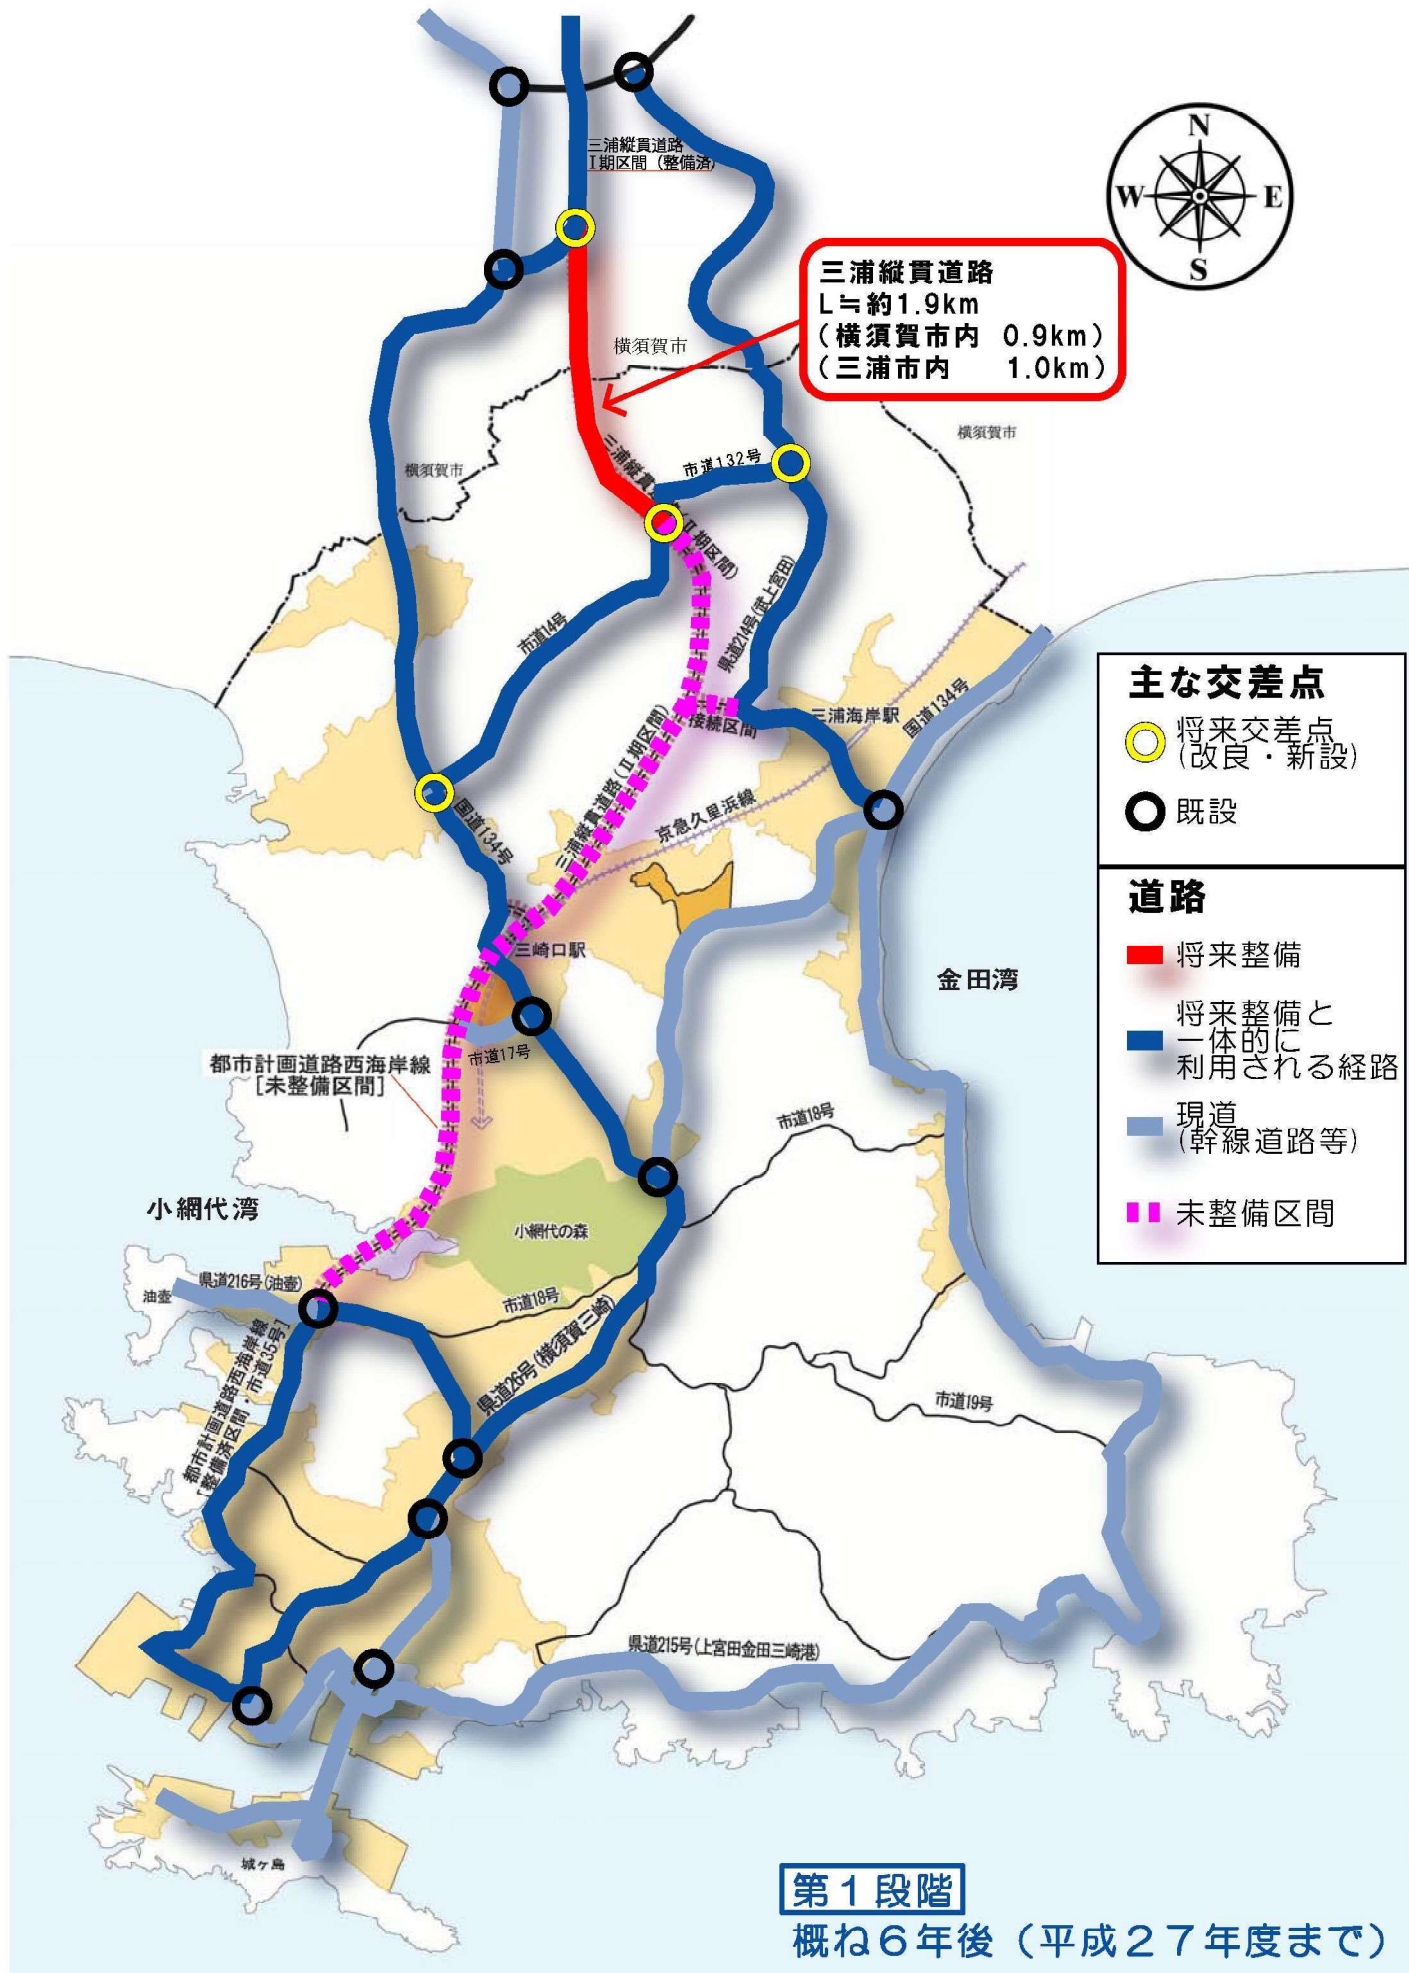 三浦縦貫道路
Ⅰ期区間（整備済）
N
W
E
S
三浦縦貫道路
L≒約1.9km
(横須賀市内 0.9km)
(三浦市内 1.0km)
横須賀市
横須賀市
横須賀市
市道132号
三浦縦貫
(Ⅱ期区間)
市道14号
県道214号(武上宮田)
接続区間
三浦海岸駅
国道134号
三浦縦貫道路(Ⅱ期区間)
国道134号
京急久里浜線
三崎口駅
市道17号
都市計画道路西海岸線
[未整備区間]
金田湾
市道18号
小網代湾
小網代の森
県道216号(油壺)
油壺
市道18号
県道26号(横須賀三崎)
都市計画道路西海岸線
[整備済区間・市道35号]
市道19号
県道215号(上宮田金田三崎港)
城ヶ島
主な交差点
将来交差点
(改良・新設)
既設
道路
将来整備
将来整備と
一体的に
利用される経路
現道
(幹線道路等)
未整備区間
第１段階
概ね６年後（平成２７年度まで）